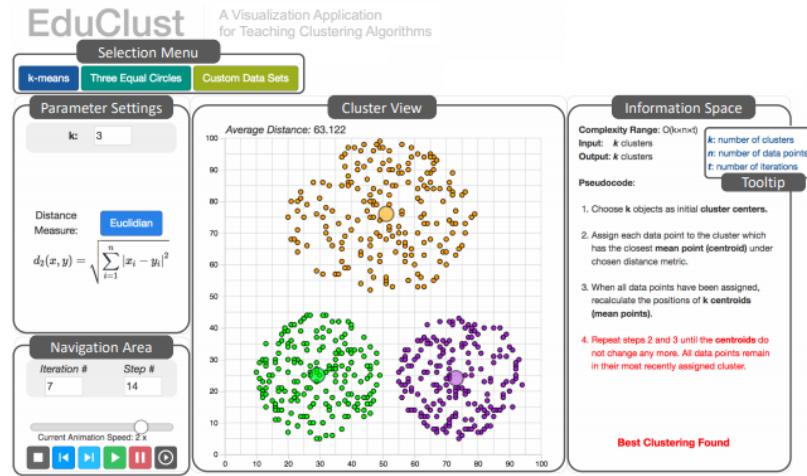 EduClust
A Visualization Application
for Teaching Clustering Algorithms
Selection Menu
k-means
Three Equal Circles
Custom Data Sets
Parameter Settings
k: 3
Distance
Measure:
Euclidian
d₂(x, y) = √∑ⁿᵢ₌₁ |xᵢ − yᵢ|²
Navigation Area
Iteration # Step #
7 14
Current Animation Speed: 2 x
Cluster View
Average Distance: 63.122
100
90
80
70
60
50
40
30
20
10
0
0 10 20 30 40 50 60 70 80 90 100
Information Space
Complexity Range: O(k×n×t)
Input: k clusters
Output: k clusters
k: number of clusters
n: number of data points
t: number of iterations
Tooltip
Pseudocode:
1. Choose k objects as initial cluster centers.
2. Assign each data point to the cluster which
has the closest mean point (centroid) under
chosen distance metric.
3. When all data points have been assigned,
recalculate the positions of k centroids
(mean points).
4. Repeat steps 2 and 3 until the centroids do
not change any more. All data points remain
in their most recently assigned cluster.
Best Clustering Found